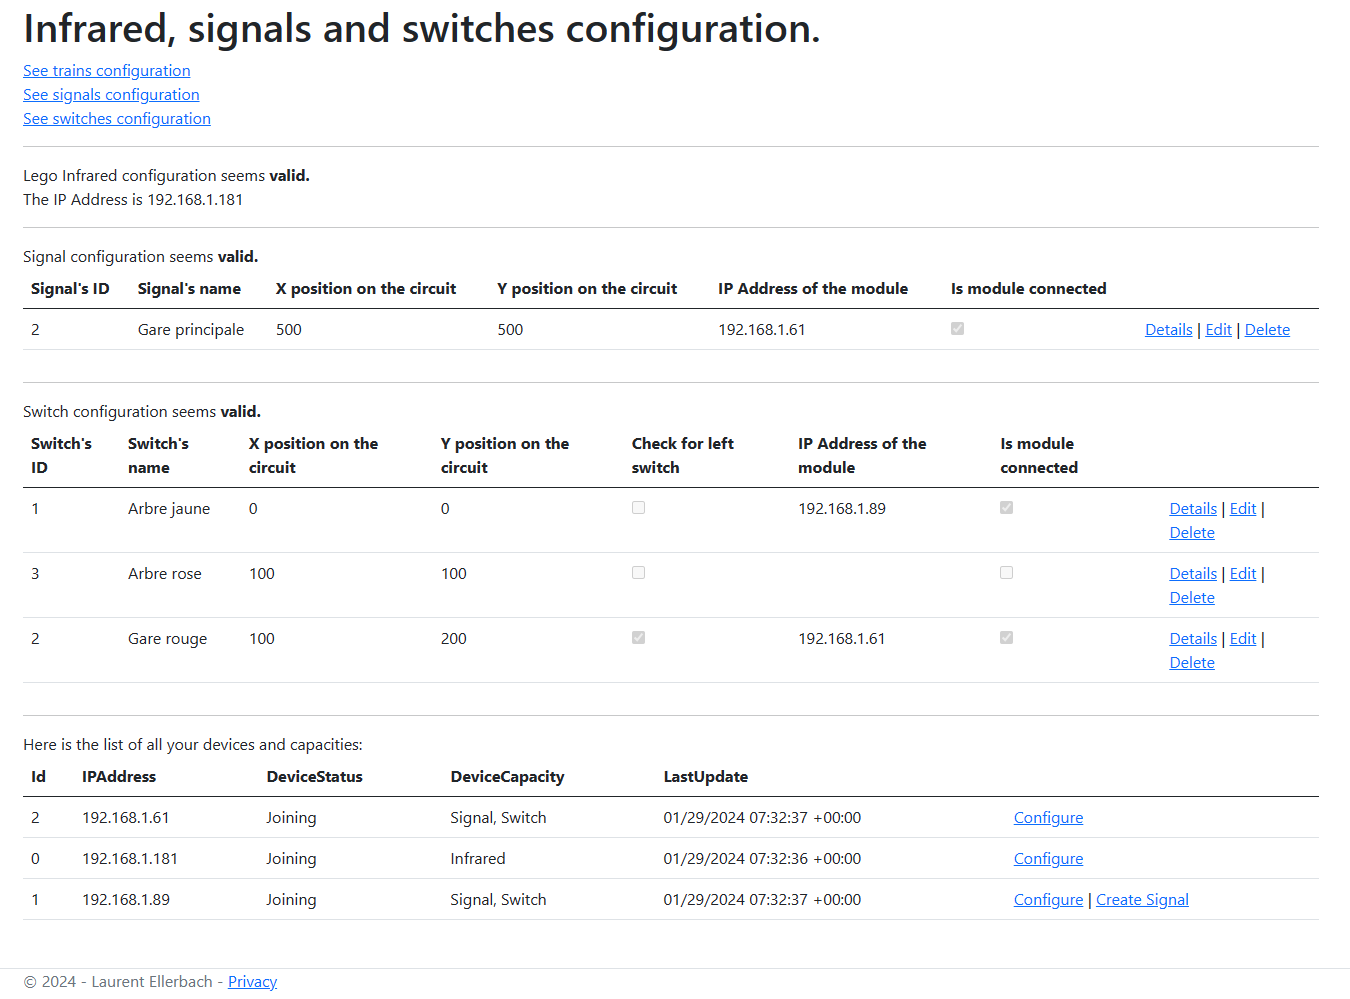 Infrared, signals and switches configuration.
See trains configuration
See signals configuration
See switches configuration
Lego Infrared configuration seems valid.
The IP Address is 192.168.1.181
Signal configuration seems valid.
Signal's ID Signal's name X position on the circuit Y position on the circuit IP Address of the module Is module connected
2 Gare principale 500 500 192.168.1.61 Details | Edit | Delete
Switch configuration seems valid.
Switch's Switch's X position on the Y position on the Check for left IP Address of the Is module
ID name circuit circuit switch module connected
1 Arbre jaune 0 0 192.168.1.89 Details | Edit |
Delete
3 Arbre rose 100 100 Details | Edit |
Delete
2 Gare rouge 100 200 192.168.1.61 Details | Edit |
Delete
Here is the list of all your devices and capacities:
Id IPAddress DeviceStatus DeviceCapacity LastUpdate
2 192.168.1.61 Joining Signal, Switch 01/29/2024 07:32:37 +00:00 Configure
0 192.168.1.181 Joining Infrared 01/29/2024 07:32:36 +00:00 Configure
1 192.168.1.89 Joining Signal, Switch 01/29/2024 07:32:37 +00:00 Configure | Create Signal
© 2024 - Laurent Ellerbach - Privacy